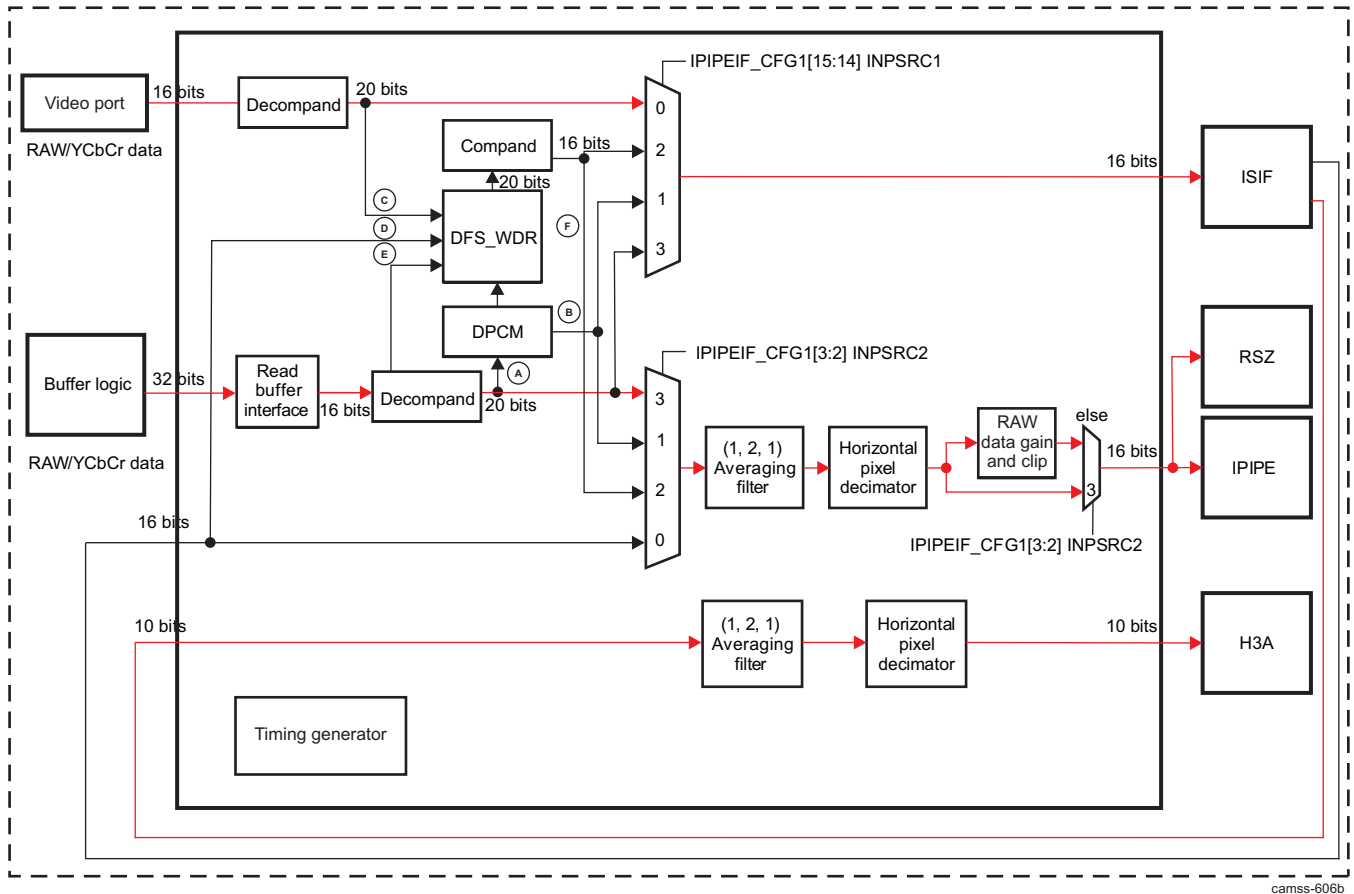 IPIPEIF_CFG1[15:14] INPSRC1
Video port
16 bits
Decompand
20 bits
0
RAW/YCbCr data
Compand
16 bits
2
20 bits
16 bits
ISIF
C
1
D
F
DFS_WDR
E
3
B
DPCM
IPIPEIF_CFG1[3:2] INPSRC2
RSZ
A
Buffer logic
32 bits
Read
buffer
interface
16 bits
Decompand
20 bits
3
else
RAW
data gain
and clip
1
(1, 2, 1)
Averaging
filter
Horizontal
pixel
decimator
16 bits
IPIPE
RAW/YCbCr data
2
3
16 bits
0
IPIPEIF_CFG1[3:2] INPSRC2
10 bits
(1, 2, 1)
Averaging
filter
Horizontal
pixel
decimator
10 bits
H3A
Timing generator
camss-606b